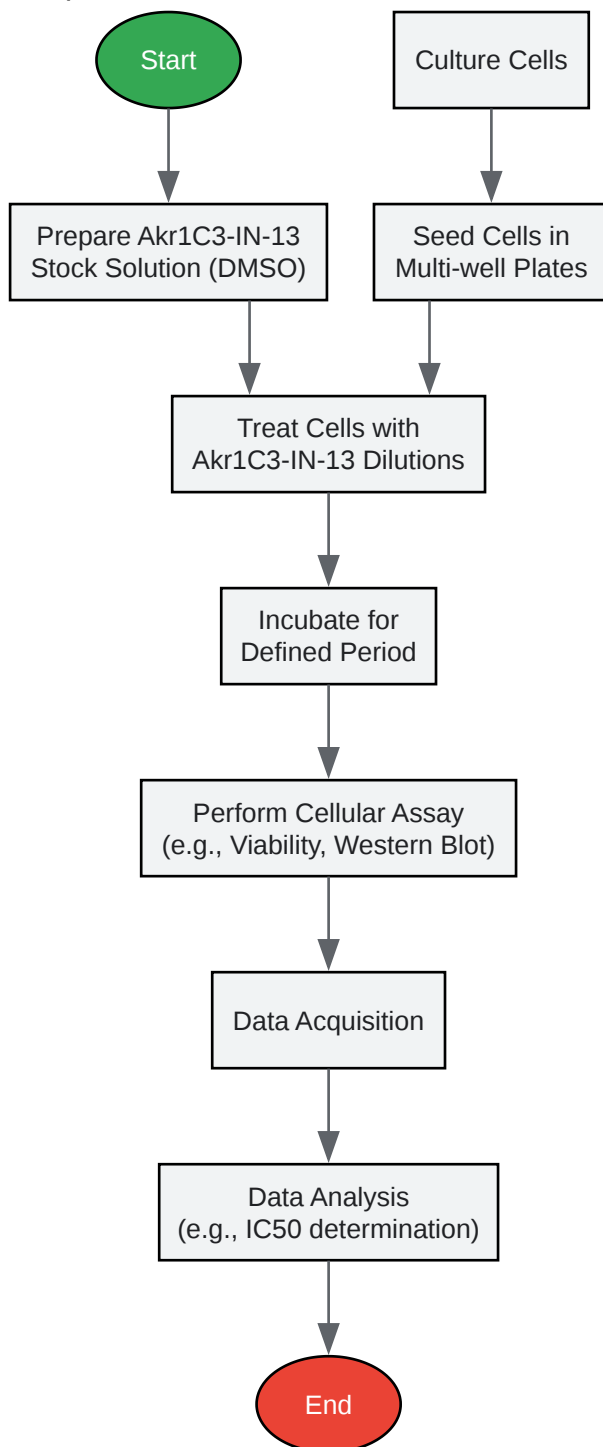 Start
Culture Cells
Prepare Akr1C3-IN-13
Stock Solution (DMSO)
Seed Cells in
Multi-well Plates
Treat Cells with
Akr1C3-IN-13 Dilutions
Incubate for
Defined Period
Perform Cellular Assay
(e.g., Viability, Western Blot)
Data Acquisition
Data Analysis
(e.g., IC50 determination)
End